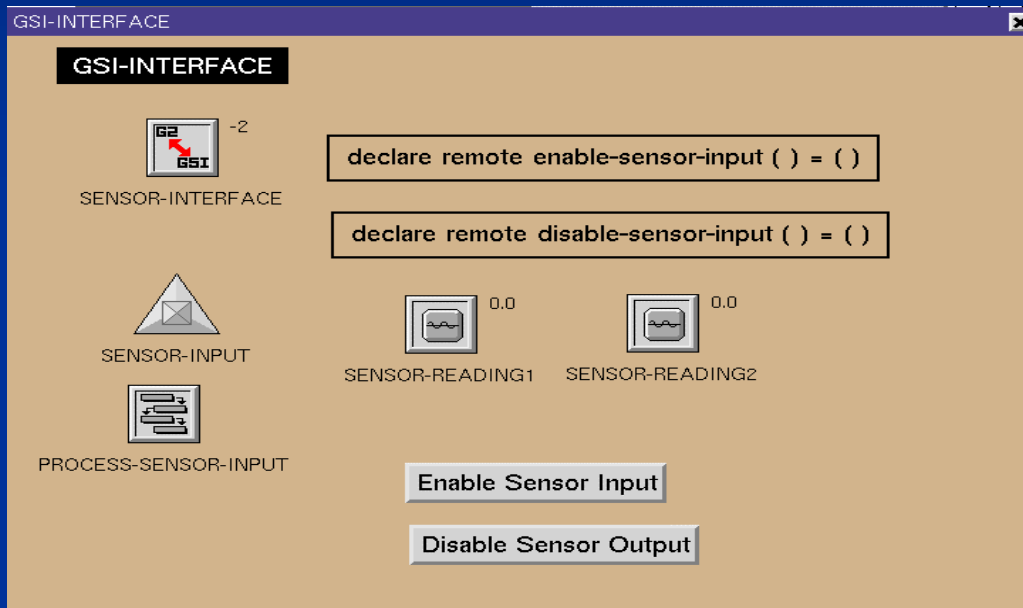 GSI-INTERFACE
GSI-INTERFACE
G2
GSI
-2
SENSOR-INTERFACE
declare remote enable-sensor-input ( ) = ( )
declare remote disable-sensor-input ( ) = ( )
SENSOR-INPUT
0.0
SENSOR-READING1
0.0
SENSOR-READING2
PROCESS-SENSOR-INPUT
Enable Sensor Input
Disable Sensor Output